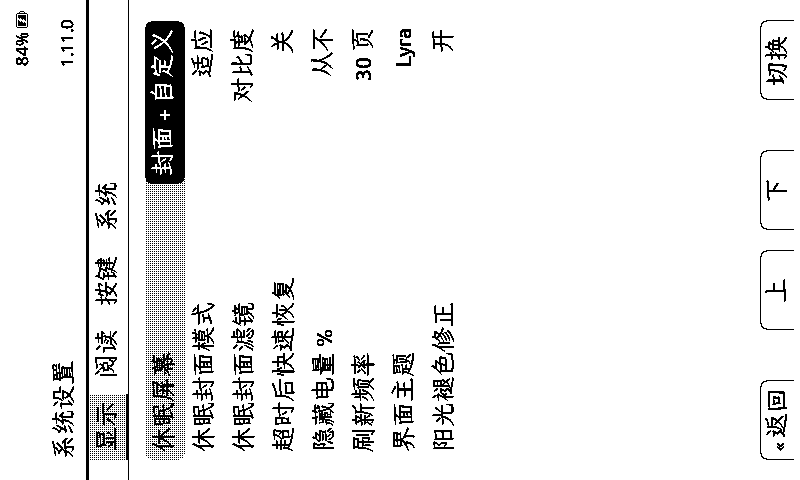 84%
系统设置 1.11.0
显示 阅读 按键 系统
休眠屏幕 封面 + 自定义
休眠封面模式 适应
休眠封面滤镜 对比度
超时后快速恢复 关
隐藏电量 % 从不
刷新频率 30 页
界面主题 Lyra
阳光褪色修正 开
« 返回 上 下 切换